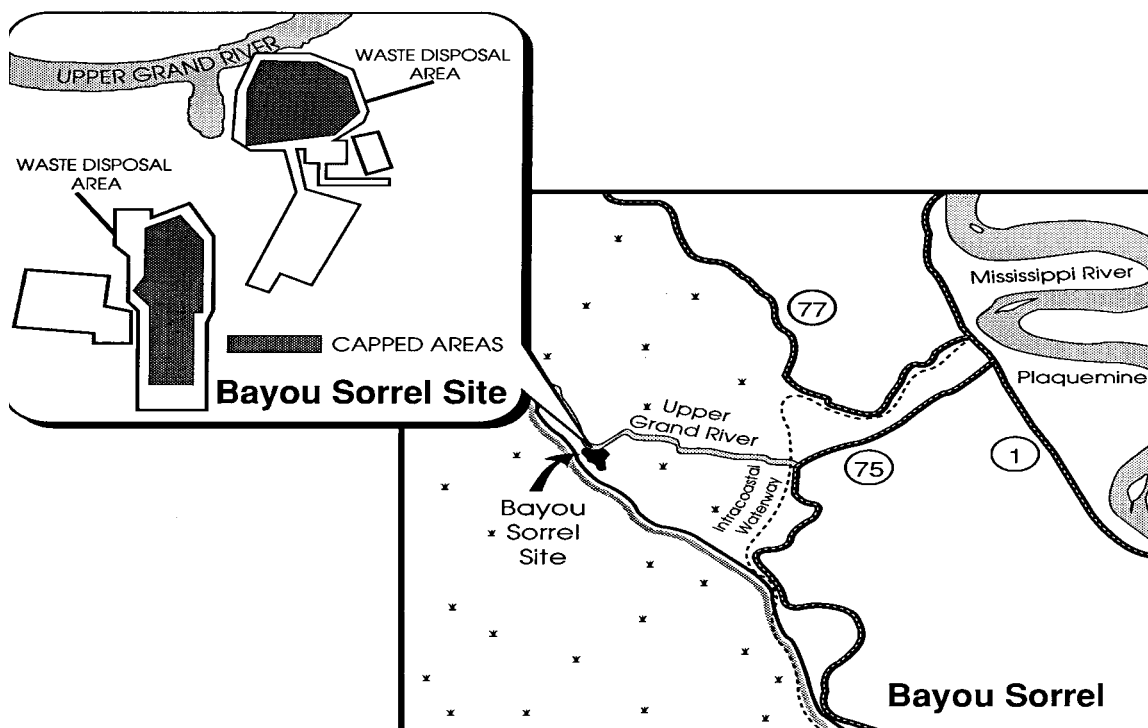 UPPER GRAND RIVER
WASTE DISPOSAL
AREA
WASTE DISPOSAL
AREA
CAPPED AREAS
Bayou Sorrel Site
Mississippi River
77
Plaquemine
Upper
Grand River
75
1
Intracoastal
Waterway
Bayou
Sorrel
Site
Bayou Sorrel